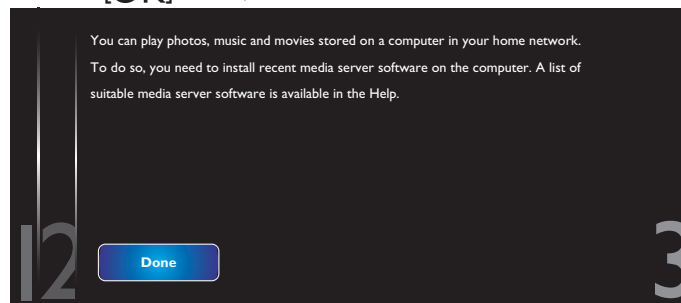 [OK]
You can play photos, music and movies stored on a computer in your home network.
To do so, you need to install recent media server software on the computer. A list of
suitable media server software is available in the Help.
12
3
Done